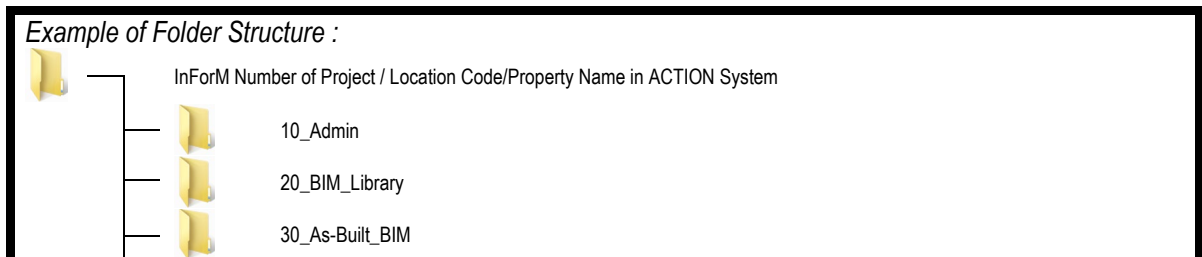 Example of Folder Structure :
InForM Number of Project / Location Code/Property Name in ACTION System
10_Admin
20_BIM_Library
30_As-Built_BIM